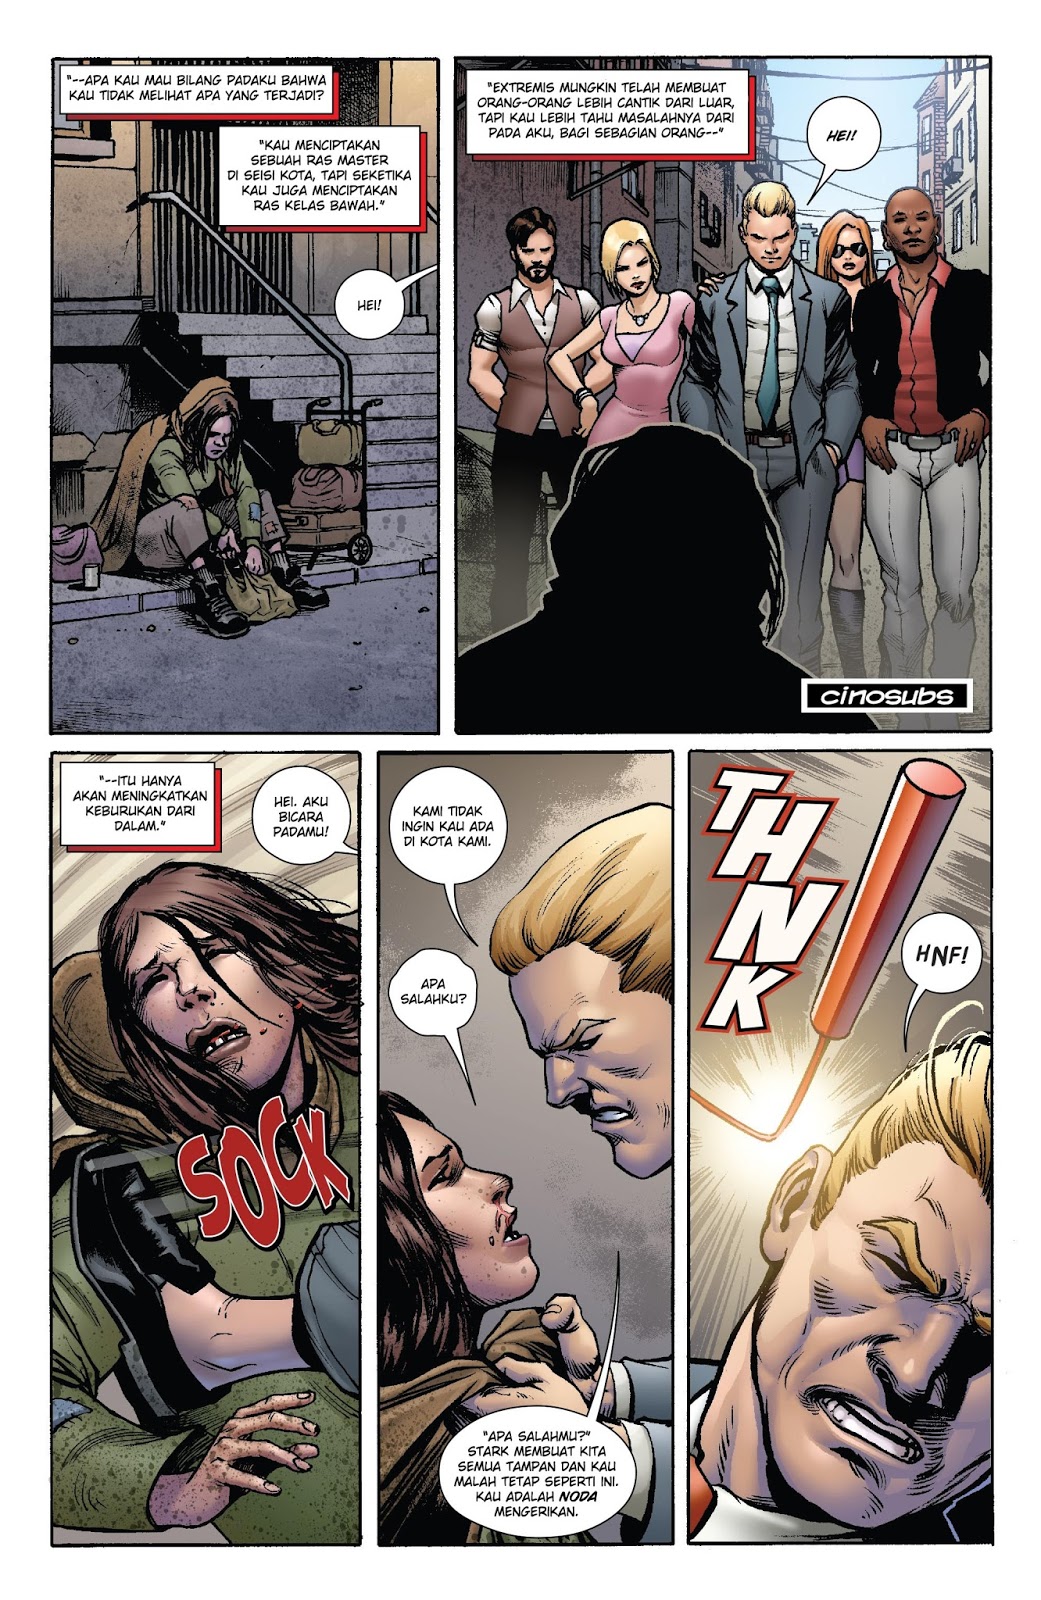 "--APA KAU MAU BILANG PADAKU BAHWA
KAU TIDAK MELIHAT APA YANG TERJADI?
"KAU MENCIPTAKAN
SEBUAH RAS MASTER
DI SEISI KOTA, TAPI SEKETIKA
KAU JUGA MENCIPTAKAN
RAS KELAS BAWAH."
HEI!
"EXTREMIS MUNGKIN TELAH MEMBUAT
ORANG-ORANG LEBIH CANTIK DARI LUAR,
TAPI KAU LEBIH TAHU MASALAHNYA DARI
PADA AKU, BAGI SEBAGIAN ORANG--"
HEI!
cinosubs
"--ITU HANYA
AKAN MENINGKATKAN
KEBURUKAN DARI
DALAM."
HEI. AKU
BICARA
PADAMU!
SOCK
KAMI TIDAK
INGIN KAU ADA
DI KOTA KAMI.
APA
SALAHKU?
"APA SALAHMU?"
STARK MEMBUAT KITA
SEMUA TAMPAN DAN KAU
MALAH TETAP SEPERTI INI.
KAU ADALAH NODA
MENGERIKAN.
THNK
HNF!